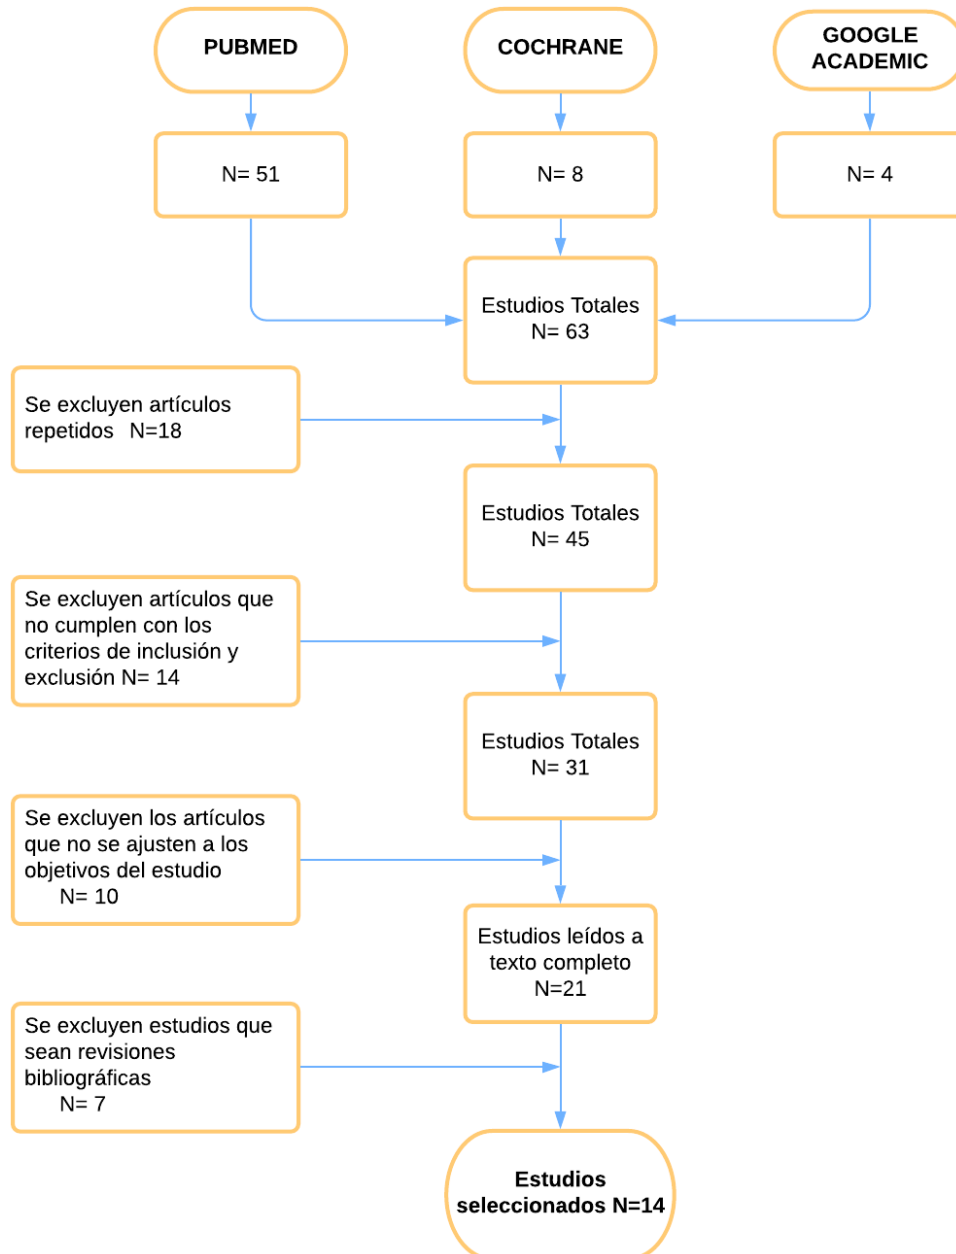 PUBMED
COCHRANE
GOOGLE
ACADEMIC
N= 51
N= 8
N= 4
Estudios Totales
N= 63
Se excluyen artículos
repetidos N=18
Estudios Totales
N= 45
Se excluyen artículos que
no cumplen con los
criterios de inclusión y
exclusión N= 14
Estudios Totales
N= 31
Se excluyen los artículos
que no se ajusten a los
objetivos del estudio
N= 10
Estudios leídos a
texto completo
N=21
Se excluyen estudios que
sean revisiones
bibliográficas
N= 7
Estudios
seleccionados N=14